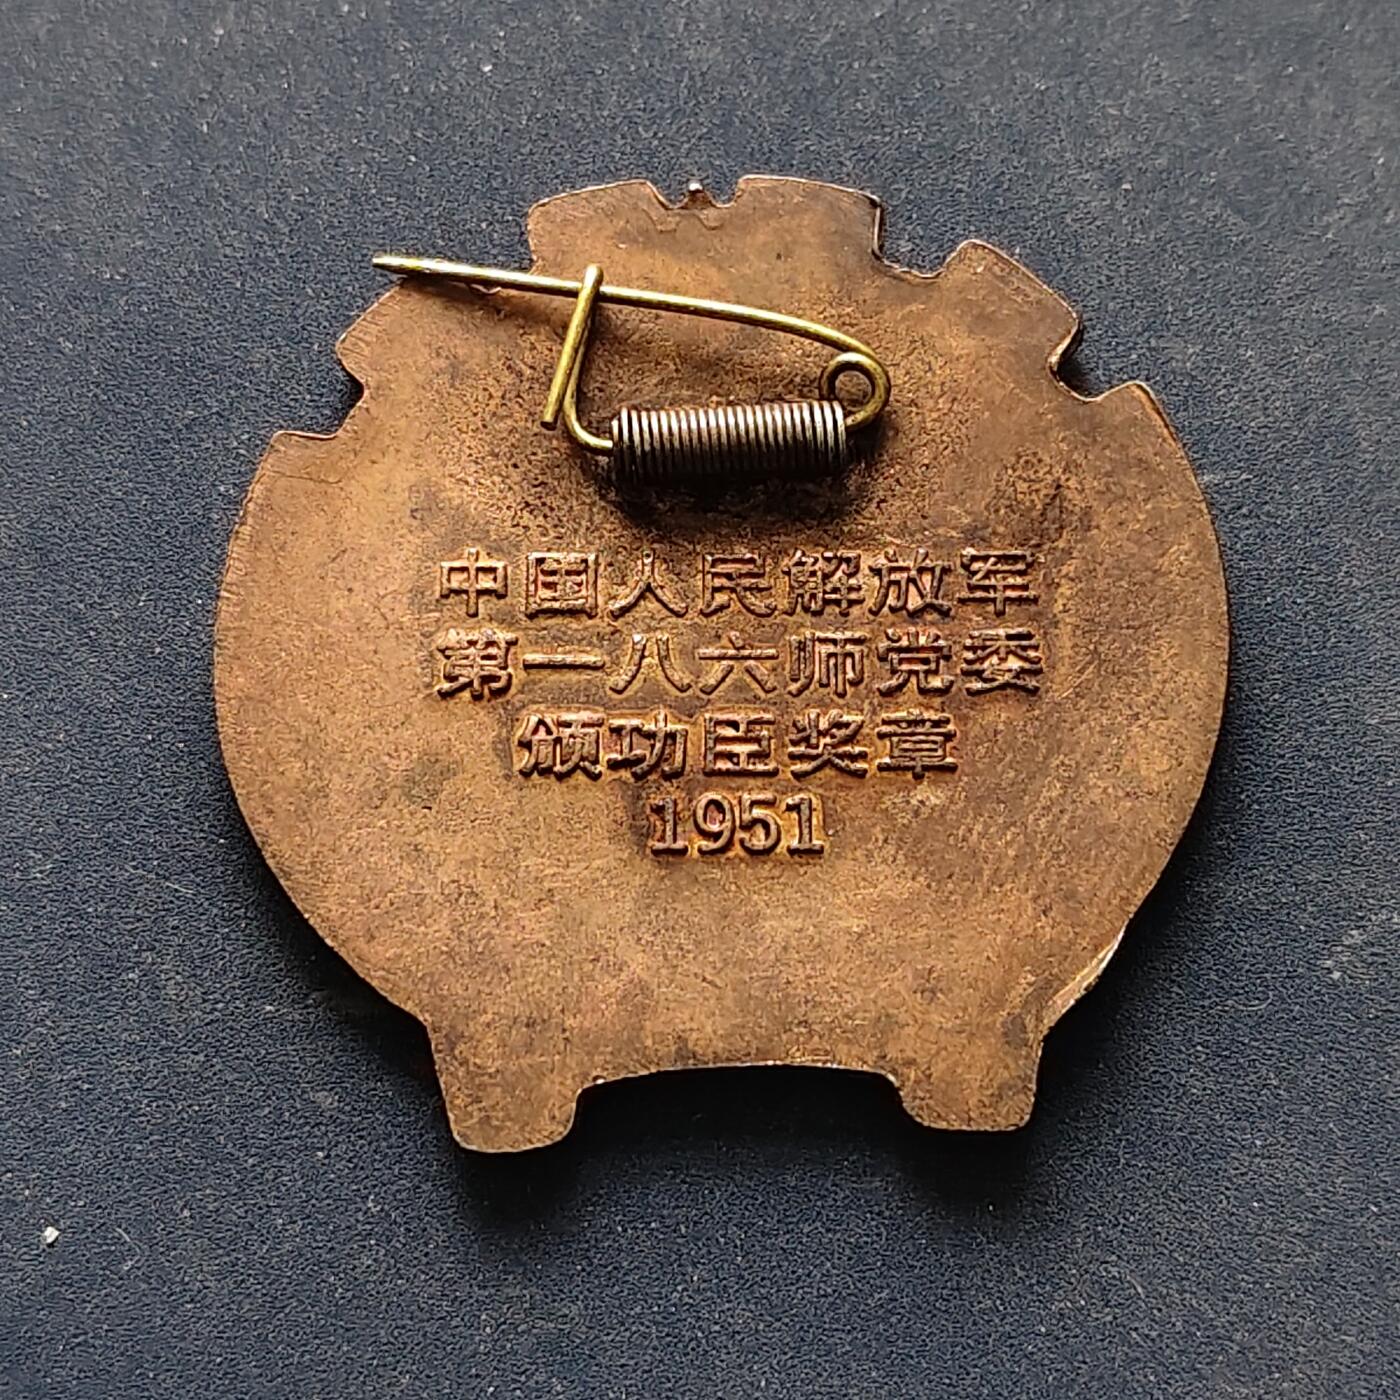 中国人民解放军
第一八六师党委
颁功臣奖章
1951